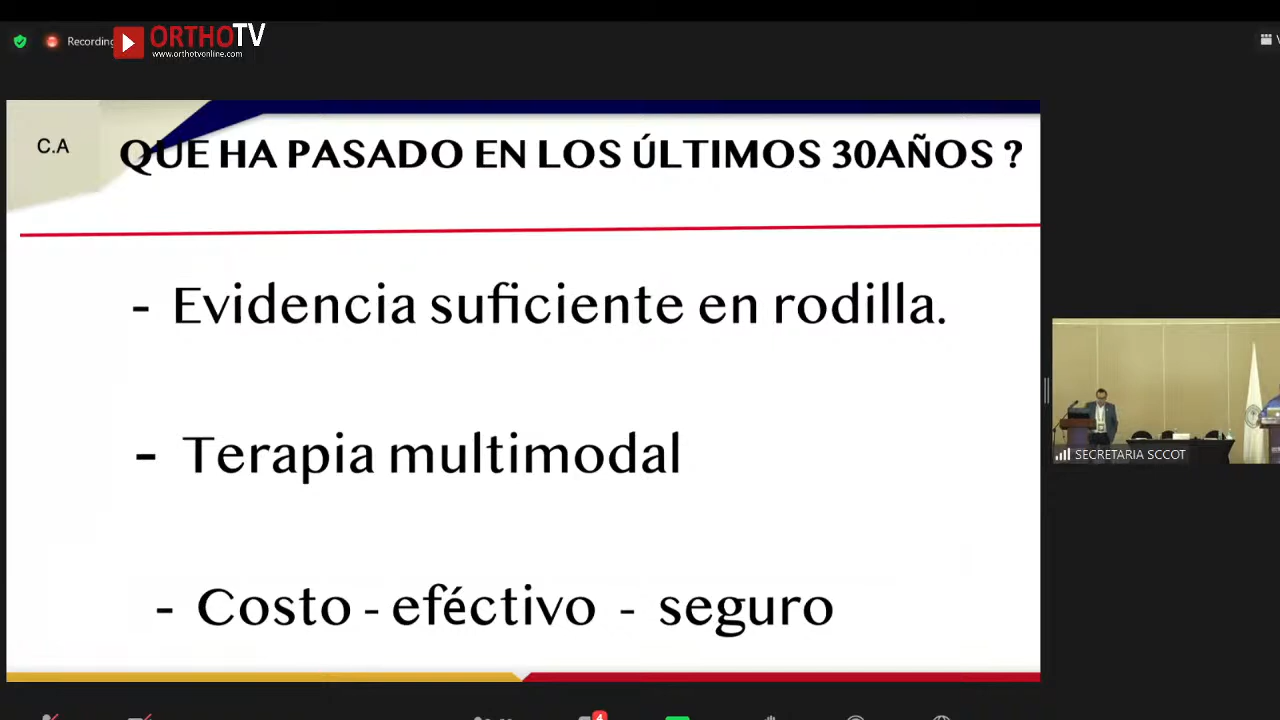 Recording
ORTHOTV
www.orthotvonline.com
C.A
QUE HA PASADO EN LOS ÚLTIMOS 30AÑOS ?
- Evidencia suficiente en rodilla.
- Terapia multimodal
- Costo - eféctivo - seguro
SECRETARIA SCCOT
4